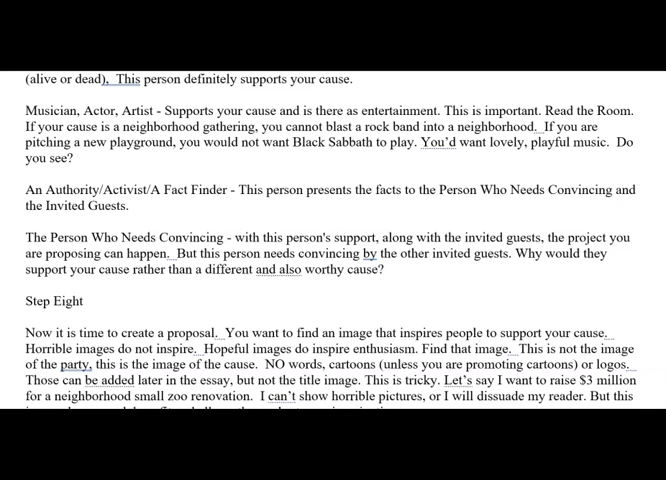 (alive or dead), This person definitely supports your cause.
Musician, Actor, Artist - Supports your cause and is there as entertainment. This is important. Read the Room.
If your cause is a neighborhood gathering, you cannot blast a rock band into a neighborhood. If you are
pitching a new playground, you would not want Black Sabbath to play. You'd want lovely, playful music. Do
you see?
An Authority/Activist/A Fact Finder - This person presents the facts to the Person Who Needs Convincing and
the Invited Guests.
The Person Who Needs Convincing - with this person's support, along with the invited guests, the project you
are proposing can happen. But this person needs convincing by the other invited guests. Why would they
support your cause rather than a different and also worthy cause?
Step Eight
Now it is time to create a proposal. You want to find an image that inspires people to support your cause.
Horrible images do not inspire. Hopeful images do inspire enthusiasm. Find that image. This is not the image
of the party, this is the image of the cause. NO words, cartoons (unless you are promoting cartoons) or logos.
Those can be added later in the essay, but not the title image. This is tricky. Let's say I want to raise $3 million
for a neighborhood small zoo renovation. I can't show horrible pictures, or I will dissuade my reader. But this